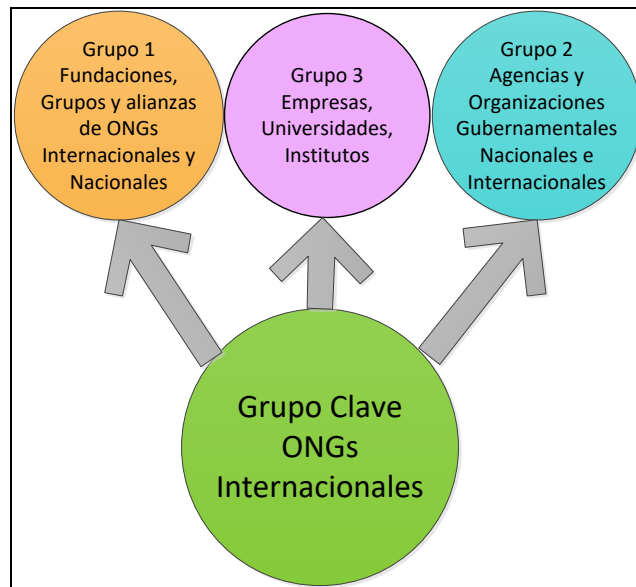 Grupo 1
Fundaciones,
Grupos y alianzas
de ONGs
Internacionales y
Nacionales
Grupo 3
Empresas,
Universidades,
Institutos
Grupo 2
Agencias y
Organizaciones
Gubernamentales
Nacionales e
Internacionales
Grupo Clave
ONGs
Internacionales